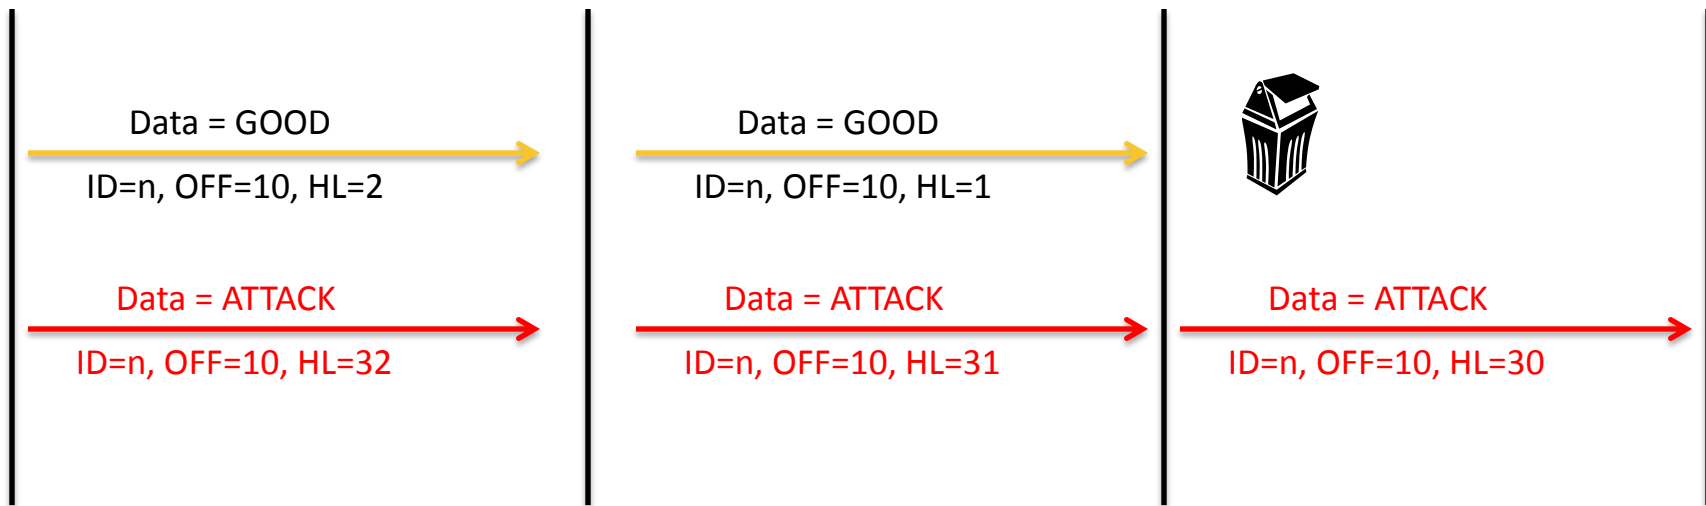 Data = GOOD
Data = GOOD
ID=n, OFF=10, HL=2
ID=n, OFF=10, HL=1
Data = ATTACK
Data = ATTACK
Data = ATTACK
ID=n, OFF=10, HL=32
ID=n, OFF=10, HL=31
ID=n, OFF=10, HL=30